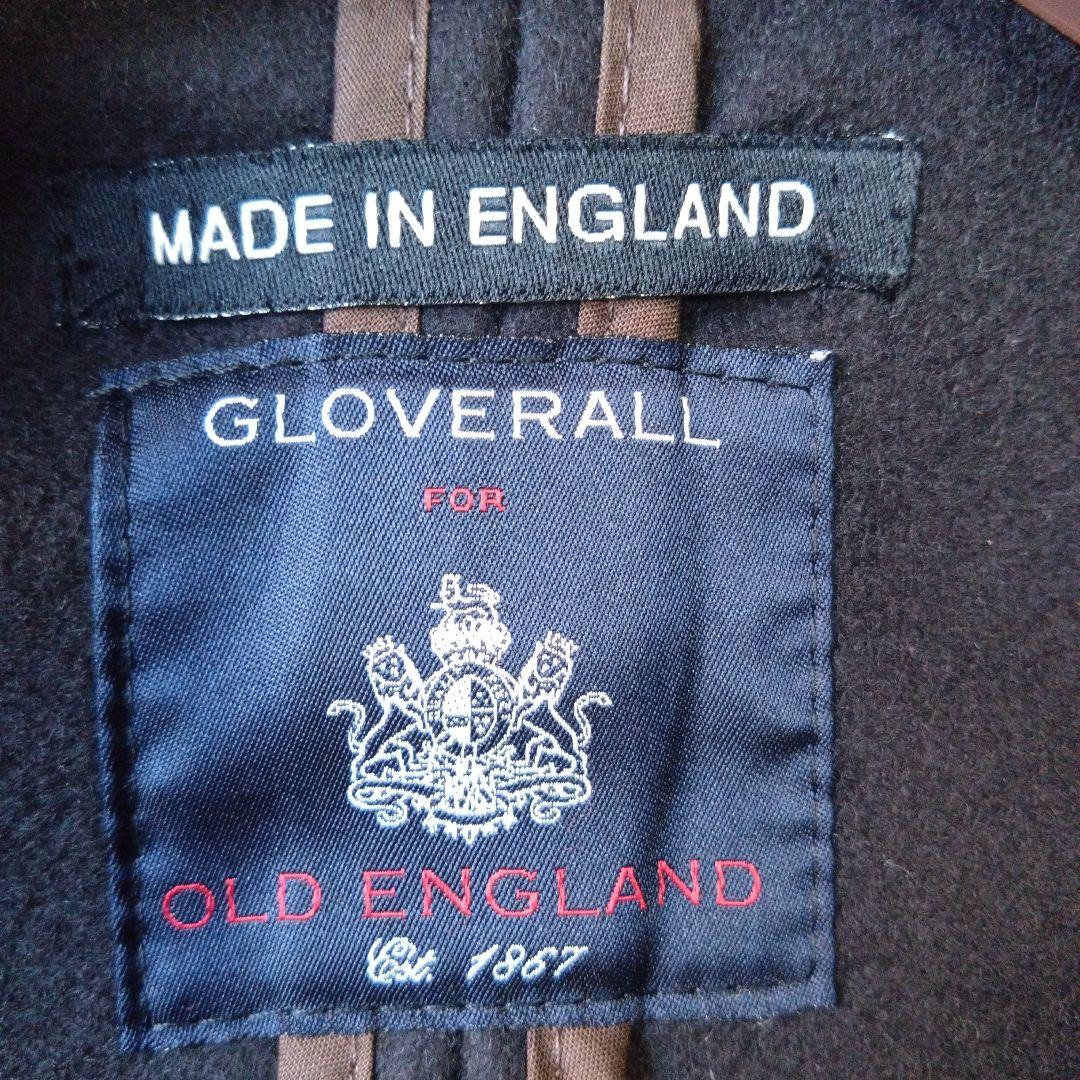 MADE IN ENGLAND
GLOVERALL
FOR
OLD ENGLAND
Est. 1867